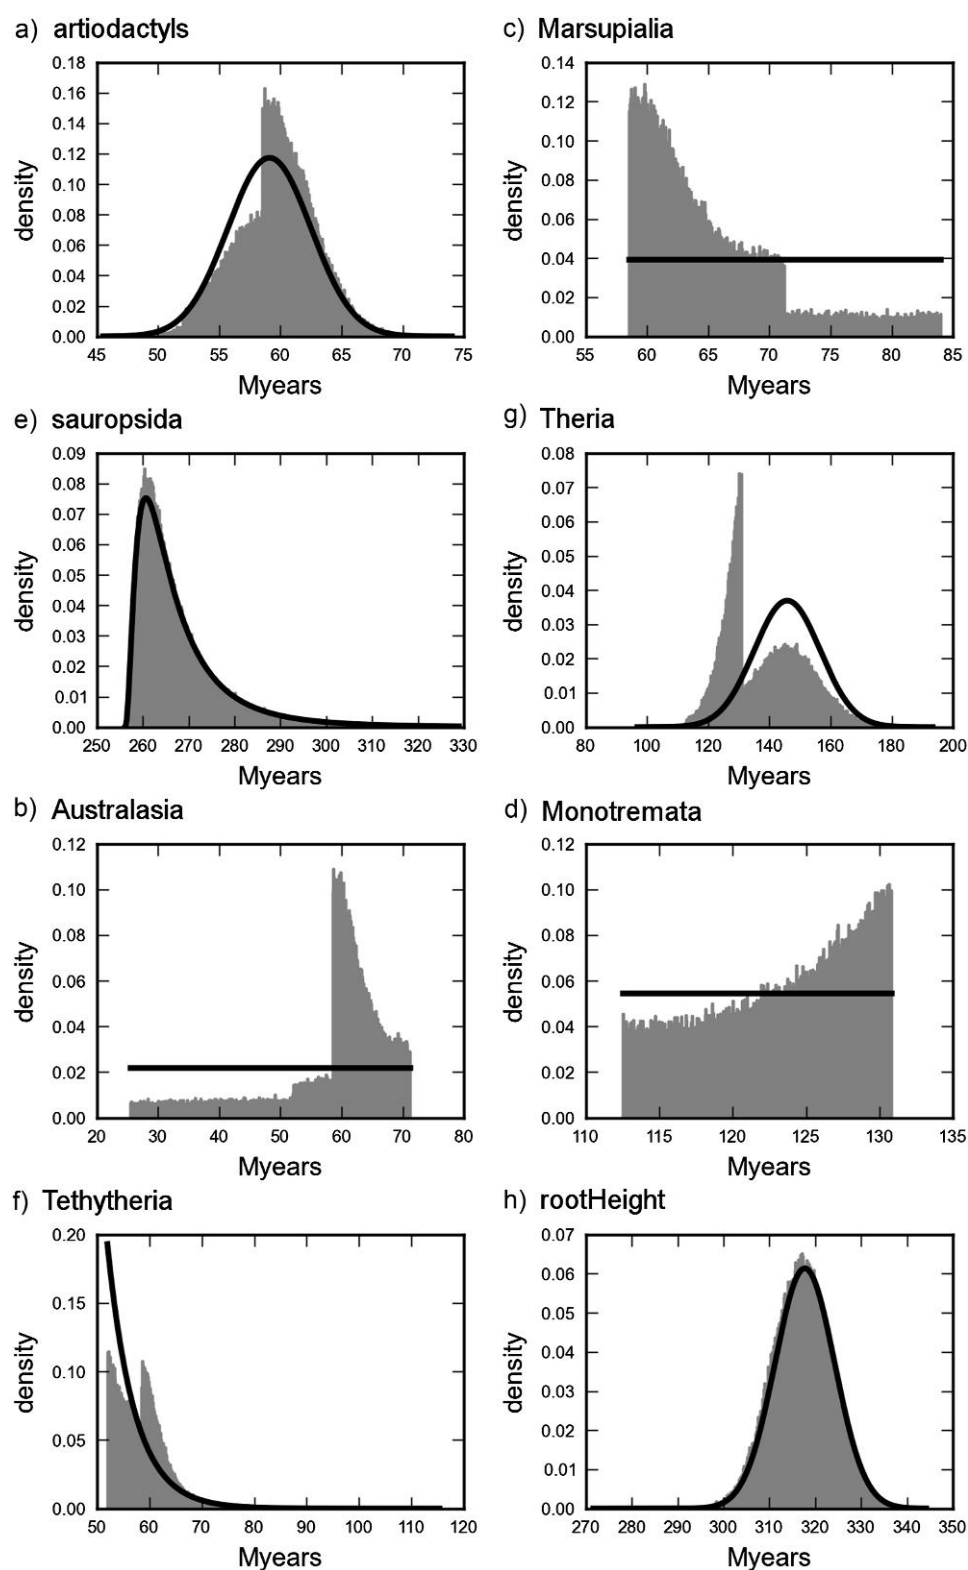 a) artiodactyls
0.18
0.16
0.14
0.12
0.10
0.08
0.06
0.04
0.02
0.00
density
45 50 55 60 65 70 75
Myears
c) Marsupialia
0.14
0.12
0.10
0.08
0.06
0.04
0.02
0.00
density
55 60 65 70 75 80 85
Myears
e) sauropsida
0.09
0.08
0.07
0.06
0.05
0.04
0.03
0.02
0.01
0.00
density
250 260 270 280 290 300 310 320 330
Myears
g) Theria
0.08
0.07
0.06
0.05
0.04
0.03
0.02
0.01
0.00
density
80 100 120 140 160 180 200
Myears
b) Australasia
0.12
0.10
0.08
0.06
0.04
0.02
0.00
density
20 30 40 50 60 70 80
Myears
d) Monotremata
0.12
0.10
0.08
0.06
0.04
0.02
0.00
density
110 115 120 125 130 135
Myears
f) Tethytheria
0.20
0.15
0.10
0.05
0.00
density
50 60 70 80 90 100 110 120
Myears
h) rootHeight
0.07
0.06
0.05
0.04
0.03
0.02
0.01
0.00
density
270 280 290 300 310 320 330 340 350
Myears